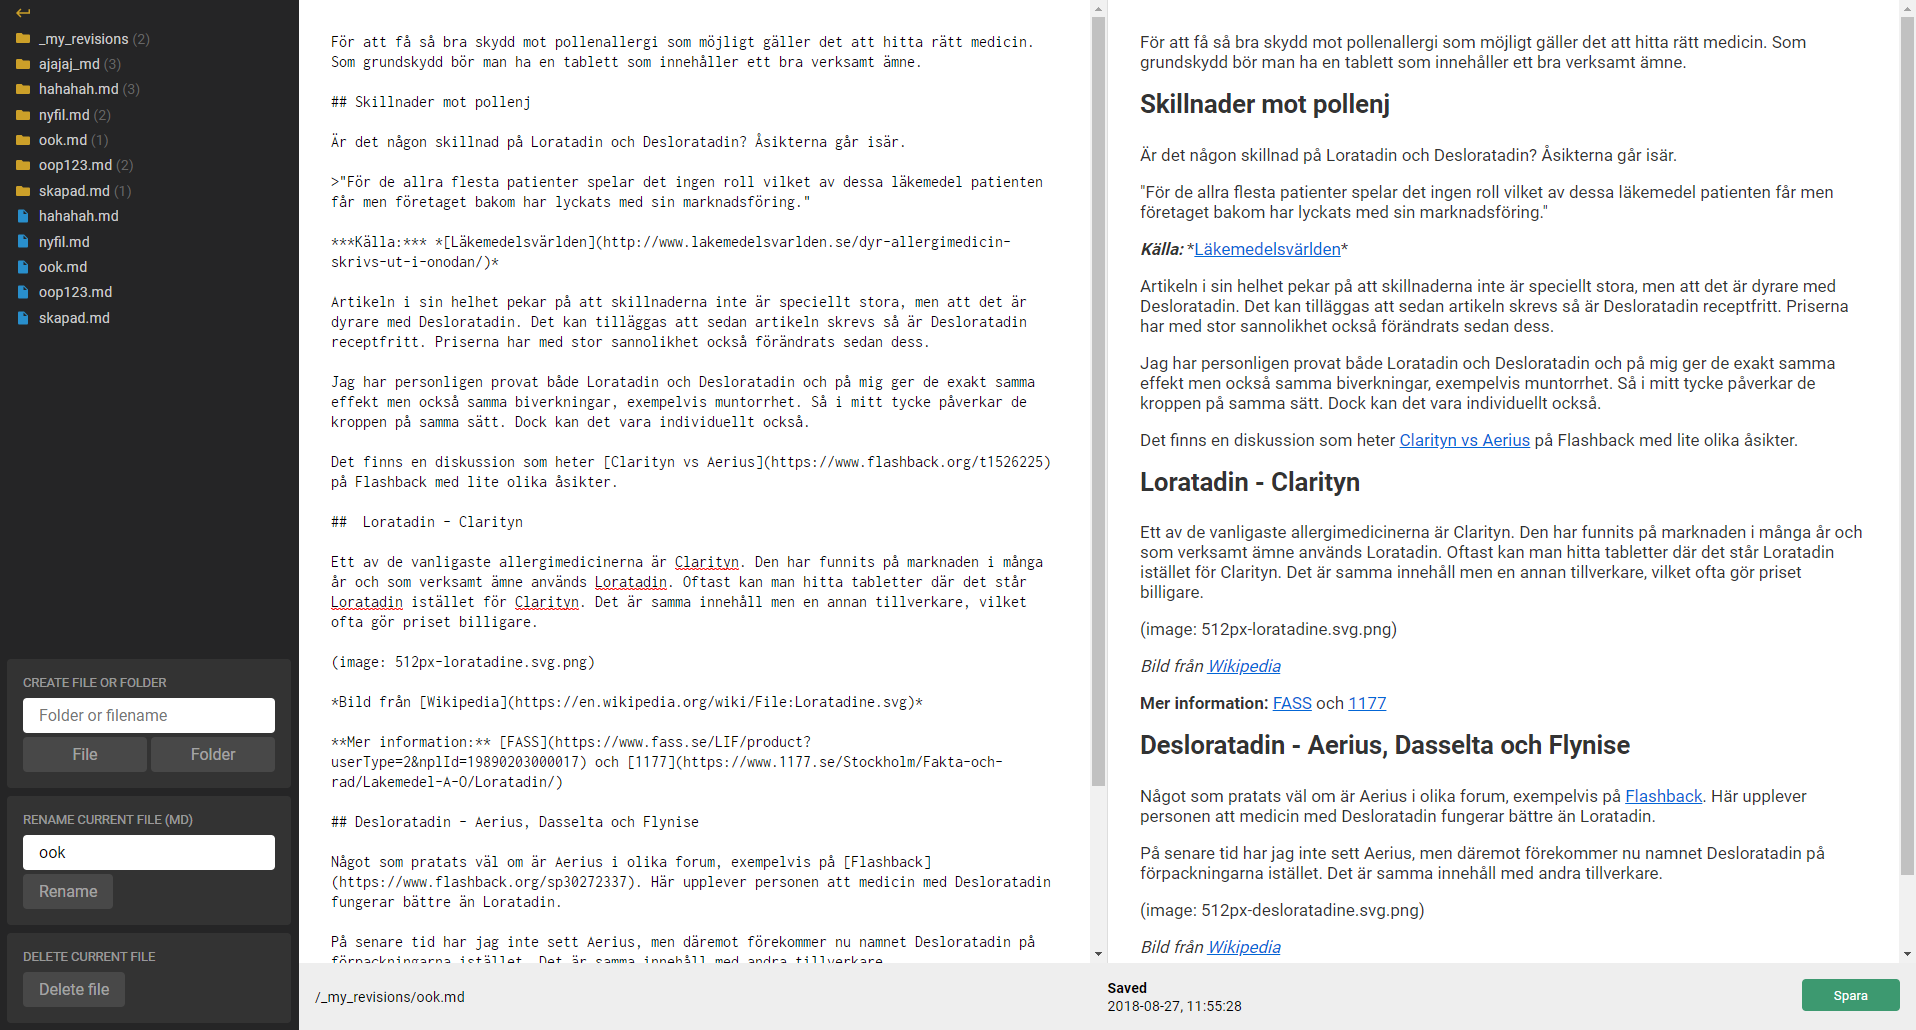 _my_revisions (2)
ajajaj_md (3)
hahahah.md (3)
nyfil.md (2)
ook.md (1)
oop123.md (2)
skapad.md (1)
hahahah.md
nyfil.md
ook.md
oop123.md
skapad.md
CREATE FILE OR FOLDER
Folder or filename
File Folder
RENAME CURRENT FILE (MD)
ook
Rename
DELETE CURRENT FILE
Delete file
För att få så bra skydd mot pollenallergi som möjligt gäller det att hitta rätt medicin.
Som grundskydd bör man ha en tablett som innehåller ett bra verksamt ämne.
## Skillnader mot pollenj
Är det någon skillnad på Loratadin och Desloratadin? Åsikterna går isär.
>"För de allra flesta patienter spelar det ingen roll vilket av dessa läkemedel patienten
får men företaget bakom har lyckats med sin marknadsföring."
***Källa:*** *[Läkemedelsvärlden](http://www.lakemedelsvarlden.se/dyr-allergimedicin-
skrivs-ut-i-onodan/)*
Artikeln i sin helhet pekar på att skillnaderna inte är speciellt stora, men att det är
dyrare med Desloratadin. Det kan tilläggas att sedan artikeln skrevs så är Desloratadin
receptfritt. Priserna har med stor sannolikhet också förändrats sedan dess.
Jag har personligen provat både Loratadin och Desloratadin och på mig ger de exakt samma
effekt men också samma biverkningar, exempelvis muntorrhet. Så i mitt tycke påverkar de
kroppen på samma sätt. Dock kan det vara individuellt också.
Det finns en diskussion som heter [Clarityn vs Aerius](https://www.flashback.org/t1526225)
på Flashback med lite olika åsikter.
##  Loratadin - Clarityn
Ett av de vanligaste allergimedicinerna är Clarityn. Den har funnits på marknaden i många
år och som verksamt ämne används Loratadin. Oftast kan man hitta tabletter där det står
Loratadin istället för Clarityn. Det är samma innehåll men en annan tillverkare, vilket
ofta gör priset billigare.
(image: 512px-loratadine.svg.png)
*Bild från [Wikipedia](https://en.wikipedia.org/wiki/File:Loratadine.svg)*
**Mer information:** [FASS](https://www.fass.se/LIF/product?
userType=2&nplId=19890203000017) och [1177](https://www.1177.se/Stockholm/Fakta-och-
rad/Lakemedel-A-O/Loratadin/)
## Desloratadin - Aerius, Dasselta och Flynise
Något som pratats väl om är Aerius i olika forum, exempelvis på [Flashback]
(https://www.flashback.org/sp30272337). Här upplever personen att medicin med Desloratadin
fungerar bättre än Loratadin.
På senare tid har jag inte sett Aerius, men däremot förekommer nu namnet Desloratadin på
förpackningarna istället. Det är samma innehåll med andra tillverkare.
För att få så bra skydd mot pollenallergi som möjligt gäller det att hitta rätt medicin. Som
grundskydd bör man ha en tablett som innehåller ett bra verksamt ämne.
Skillnader mot pollenj
Är det någon skillnad på Loratadin och Desloratadin? Åsikterna går isär.
"För de allra flesta patienter spelar det ingen roll vilket av dessa läkemedel patienten får men
företaget bakom har lyckats med sin marknadsföring."
Källa: *Läkemedelsvärlden*
Artikeln i sin helhet pekar på att skillnaderna inte är speciellt stora, men att det är dyrare med
Desloratadin. Det kan tilläggas att sedan artikeln skrevs så är Desloratadin receptfritt. Priserna
har med stor sannolikhet också förändrats sedan dess.
Jag har personligen provat både Loratadin och Desloratadin och på mig ger de exakt samma
effekt men också samma biverkningar, exempelvis muntorrhet. Så i mitt tycke påverkar de
kroppen på samma sätt. Dock kan det vara individuellt också.
Det finns en diskussion som heter Clarityn vs Aerius på Flashback med lite olika åsikter.
Loratadin - Clarityn
Ett av de vanligaste allergimedicinerna är Clarityn. Den har funnits på marknaden i många år och
som verksamt ämne används Loratadin. Oftast kan man hitta tabletter där det står Loratadin
istället för Clarityn. Det är samma innehåll men en annan tillverkare, vilket ofta gör priset
billigare.
(image: 512px-loratadine.svg.png)
Bild från Wikipedia
Mer information: FASS och 1177
Desloratadin - Aerius, Dasselta och Flynise
Något som pratats väl om är Aerius i olika forum, exempelvis på Flashback. Här upplever
personen att medicin med Desloratadin fungerar bättre än Loratadin.
På senare tid har jag inte sett Aerius, men däremot förekommer nu namnet Desloratadin på
förpackningarna istället. Det är samma innehåll med andra tillverkare.
(image: 512px-desloratadine.svg.png)
Bild från Wikipedia
/_my_revisions/ook.md
Saved
2018-08-27, 11:55:28
Spara